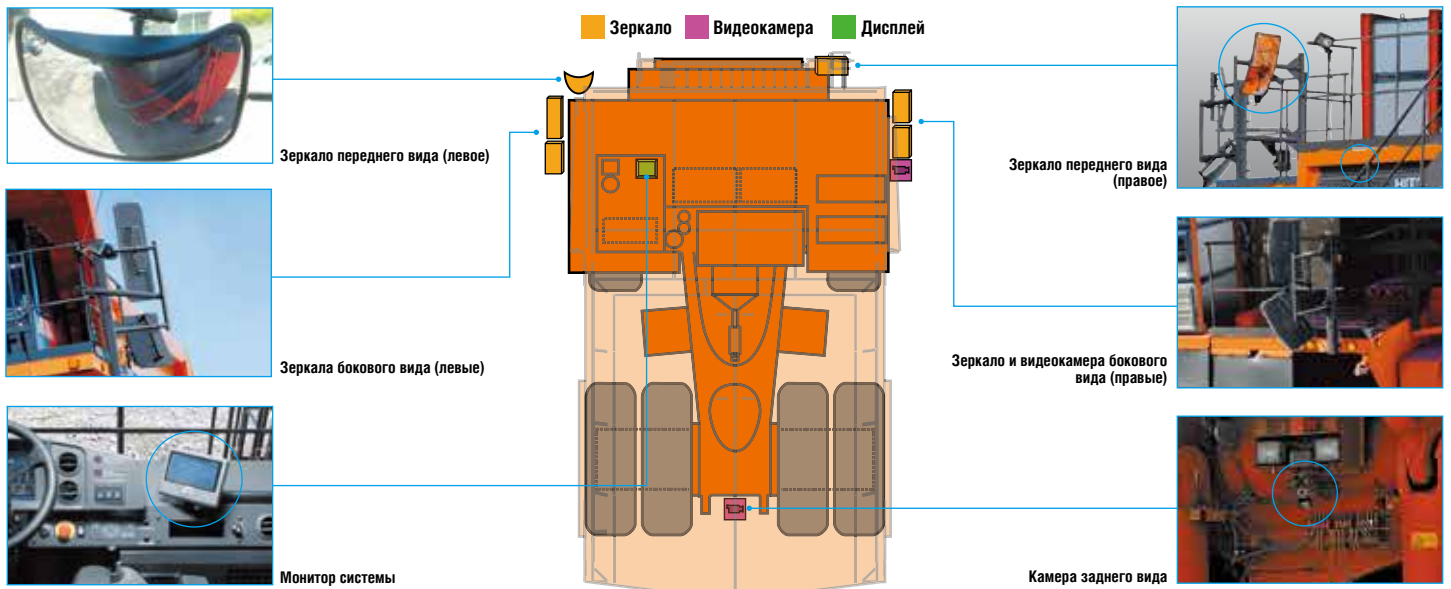 Зеркало Видеокамера Дисплей
Зеркало переднего вида (левое)
Зеркало переднего вида
(правое)
Зеркала бокового вида (левые)
Зеркало и видеокамера бокового
вида (правые)
Монитор системы
Камера заднего вида